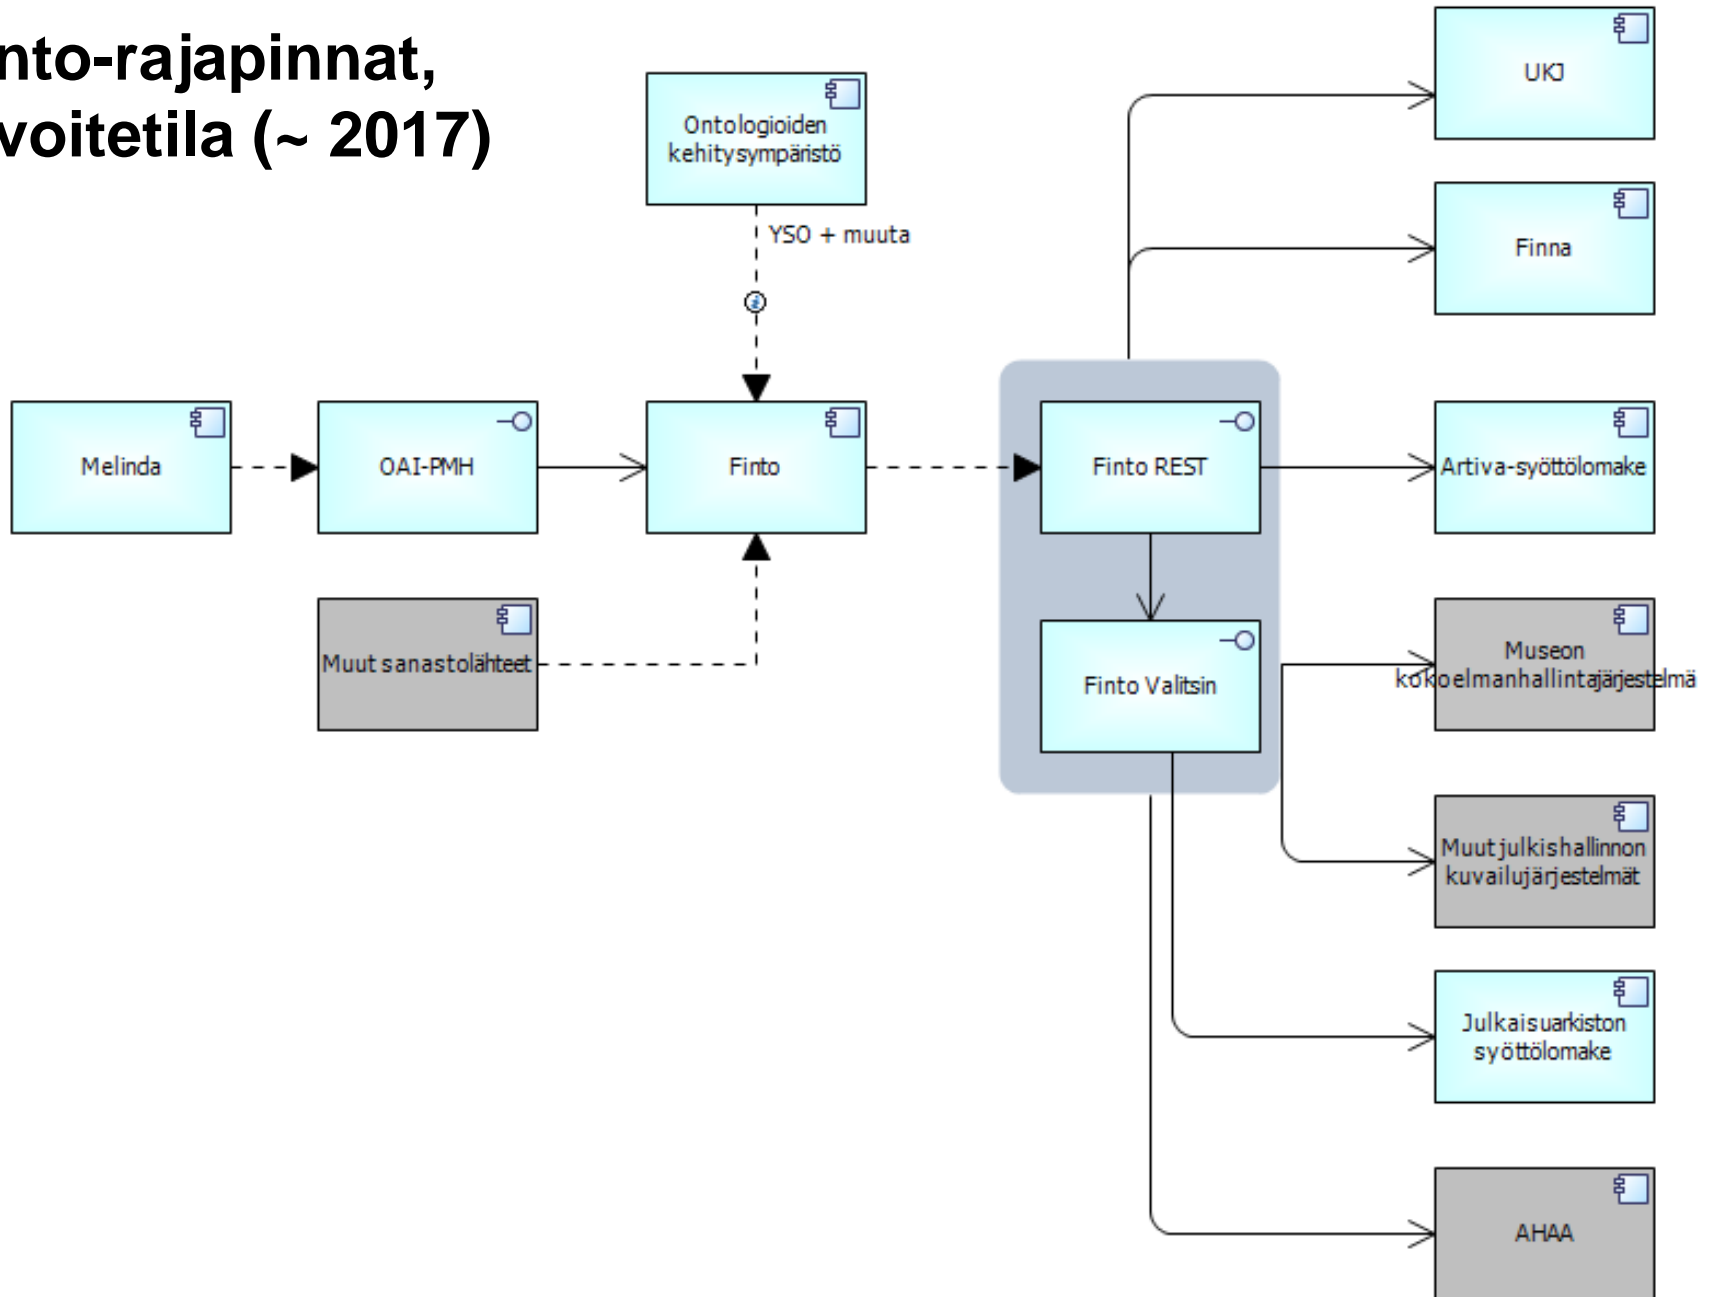 nto-rajapinnat,
voitetila (~ 2017)
Ontologioiden
kehitysympäristö
YSO + muuta
UKJ
Finna
Melinda
OAI-PMH
Finto
Finto REST
Artiva-syöttölomake
Muut sanastolähteet
Finto Valitsin
Museon
kokoelmanhallintajärjestelmä
Muut julkishallinnon
kuvailujärjestelmät
Julkaisuarkiston
syöttölomake
AHAA